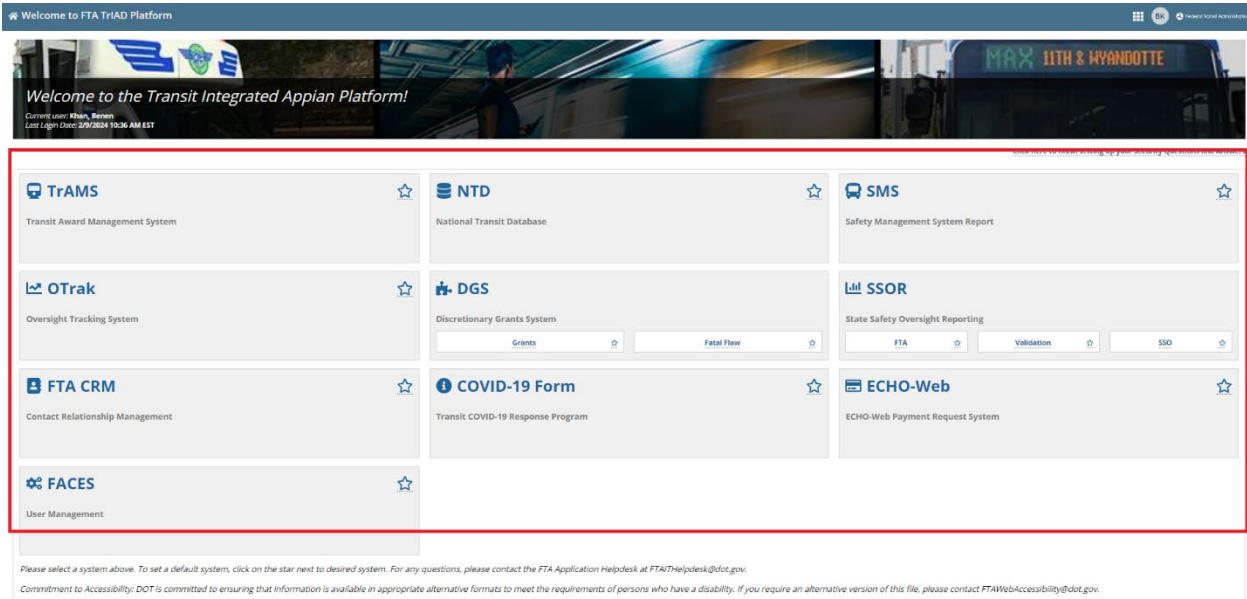 Welcome to FTA TrIAD Platform
BK
MAX 11TH & WYANDOTTE
Welcome to the Transit Integrated Appian Platform!
Current user: Khan, Benen
Last Login Date: 2/9/2024 10:36 AM EST
TrAMS
Transit Award Management System
NTD
National Transit Database
SMS
Safety Management System Report
OTrak
Oversight Tracking System
DGS
Discretionary Grants System
Grants
Fatal Flaw
SSOR
State Safety Oversight Reporting
FTA
Validation
SSO
FTA CRM
Contact Relationship Management
COVID-19 Form
Transit COVID-19 Response Program
ECHO-Web
ECHO-Web Payment Request System
FACES
User Management
Please select a system above. To set a default system, click on the star next to desired system. For any questions, please contact the FTA Application Helpdesk at FTAITHelpdesk@dot.gov.
Commitment to Accessibility: DOT is committed to ensuring that information is available in appropriate alternative formats to meet the requirements of persons who have a disability. If you require an alternative version of this file, please contact FTAWebAccessibility@dot.gov.